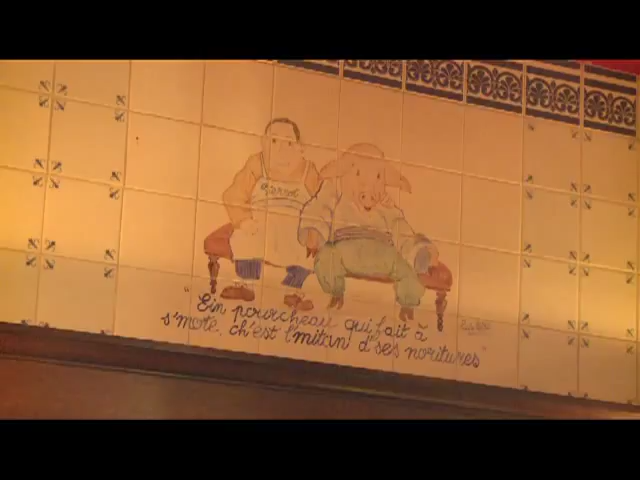 "Ein pourcheau qui fait à
s'mote, ch'est l'mitan d'ses noritures"